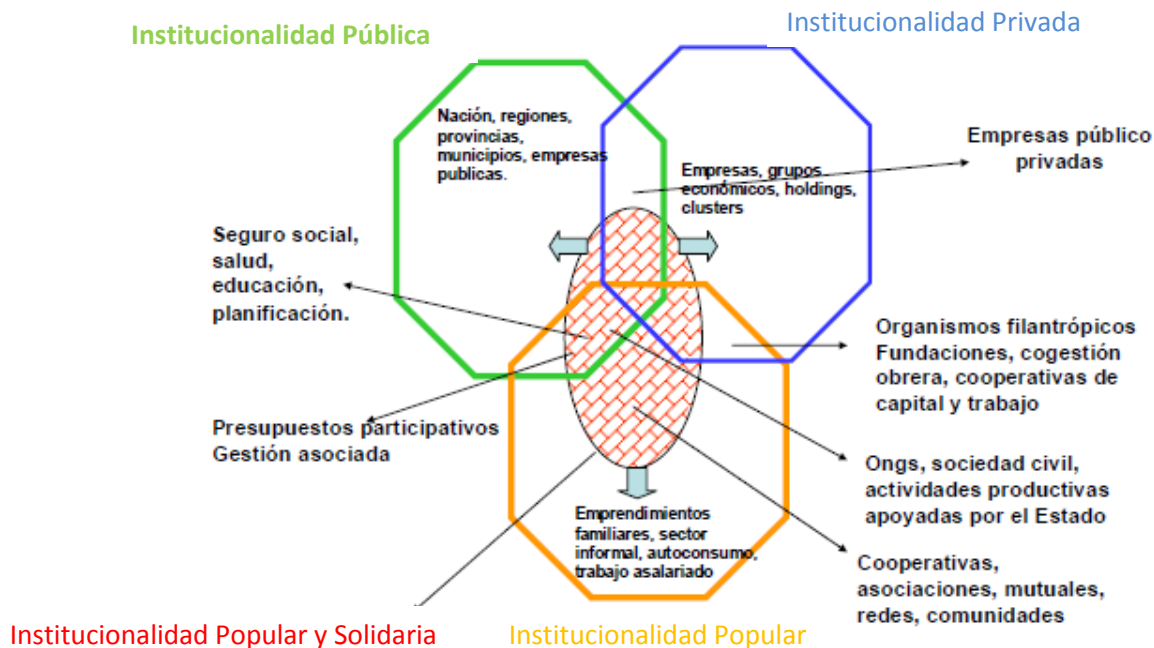 Institucionalidad Pública
Institucionalidad Privada
Nación, regiones,
provincias,
municipios, empresas
publicas.
Empresas, grupos
económicos, holdings,
clusters
Empresas público
privadas
Seguro social,
salud,
educación,
planificación.
Organismos filantrópicos
Fundaciones, cogestión
obrera, cooperativas de
capital y trabajo
Presupuestos participativos
Gestión asociada
Ongs, sociedad civil,
actividades productivas
apoyadas por el Estado
Emprendimientos
familiares, sector
informal, autoconsumo,
trabajo asalariado
Cooperativas,
asociaciones, mutuales,
redes, comunidades
Institucionalidad Popular y Solidaria
Institucionalidad Popular